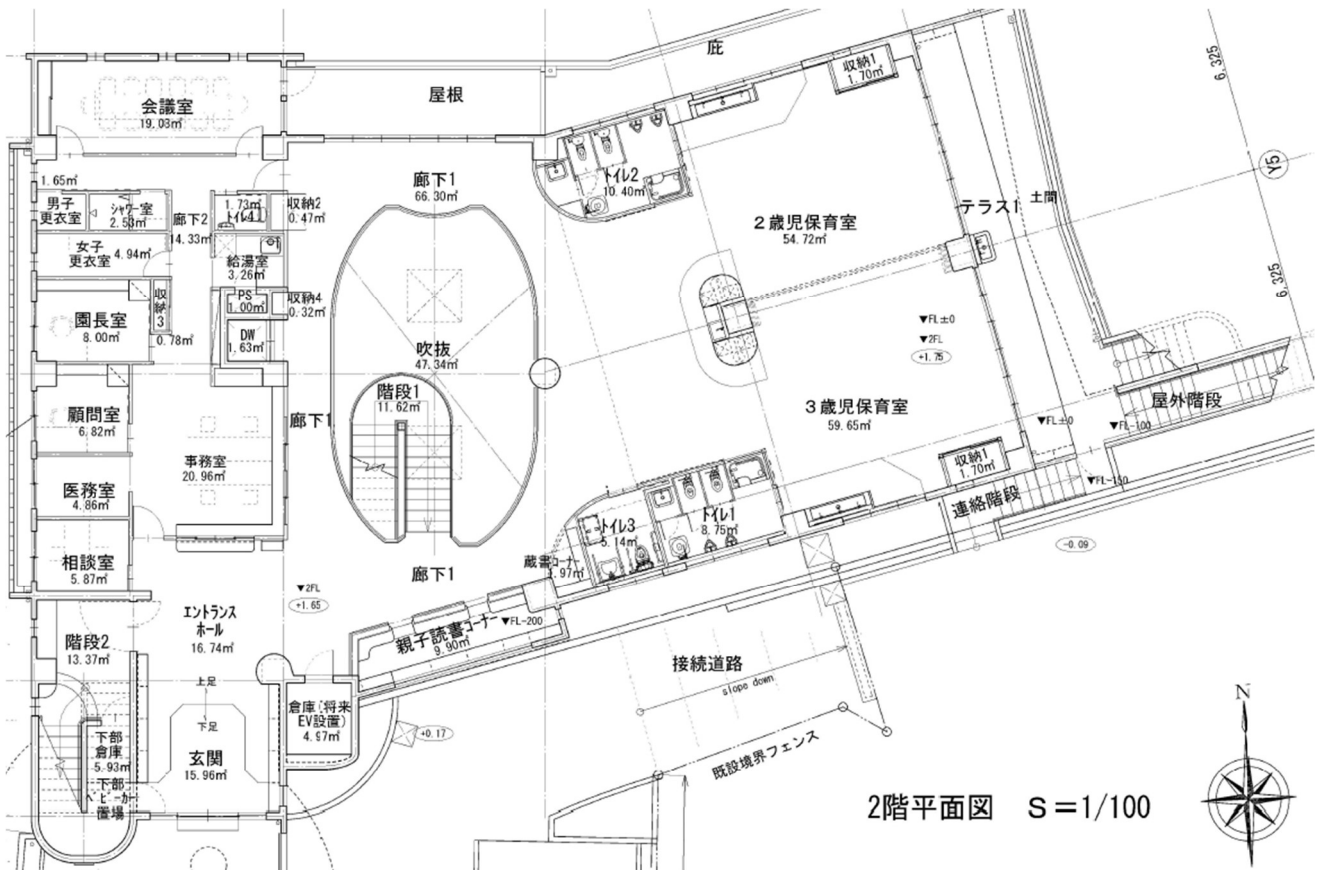 庇
収納1
1.70㎡
6,325
屋根
会議室
19.03㎡
Y5
1.65㎡
男子
更衣室
シャワー室
2.53㎡
廊下2
14.33㎡
1.73㎡
トイレ4
収納2
0.47㎡
廊下1
66.30㎡
トイレ2
10.40㎡
2歳児保育室
54.72㎡
テラス1
土間
女子
更衣室
4.94㎡
給湯室
3.26㎡
6,325
収納3
0.78㎡
PS
1.00㎡
収納4
0.32㎡
園長室
8.00㎡
DW
1.63㎡
吹抜
47.34㎡
▼FL±0
▼2FL
+1.75
階段1
11.62㎡
顧問室
6.82㎡
廊下1
3歳児保育室
59.65㎡
屋外階段
▼FL±0
▼FL-100
事務室
20.96㎡
収納1
1.70㎡
▼FL-150
医務室
4.86㎡
連絡階段
トイレ3
5.14㎡
トイレ1
8.75㎡
-0.09
相談室
5.87㎡
廊下1
蔵書コーナー
▼2FL
+1.65
エントランス
ホール
16.74㎡
親子読書コーナー
9.90㎡
▼FL-200
階段2
13.37㎡
接続道路
slope down
上足
下足
倉庫(将来
EV設置)
4.97㎡
+0.17
下部
倉庫
5.93㎡
玄関
15.96㎡
既設境界フェンス
下部
ベビーカー
置場
N
2階平面図 S=1/100